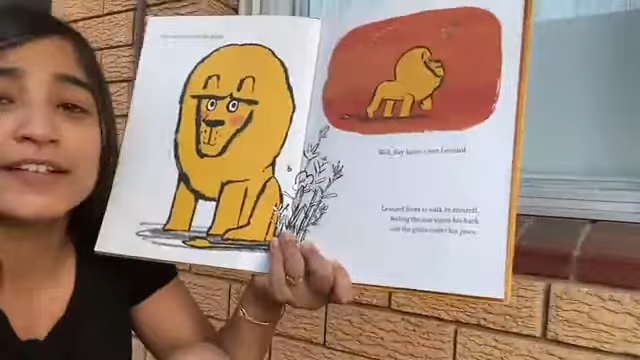 Well, they haven't met Leonard.
Leonard likes to walk by himself,
feeling the sun warm his back
and the grass under his paws.